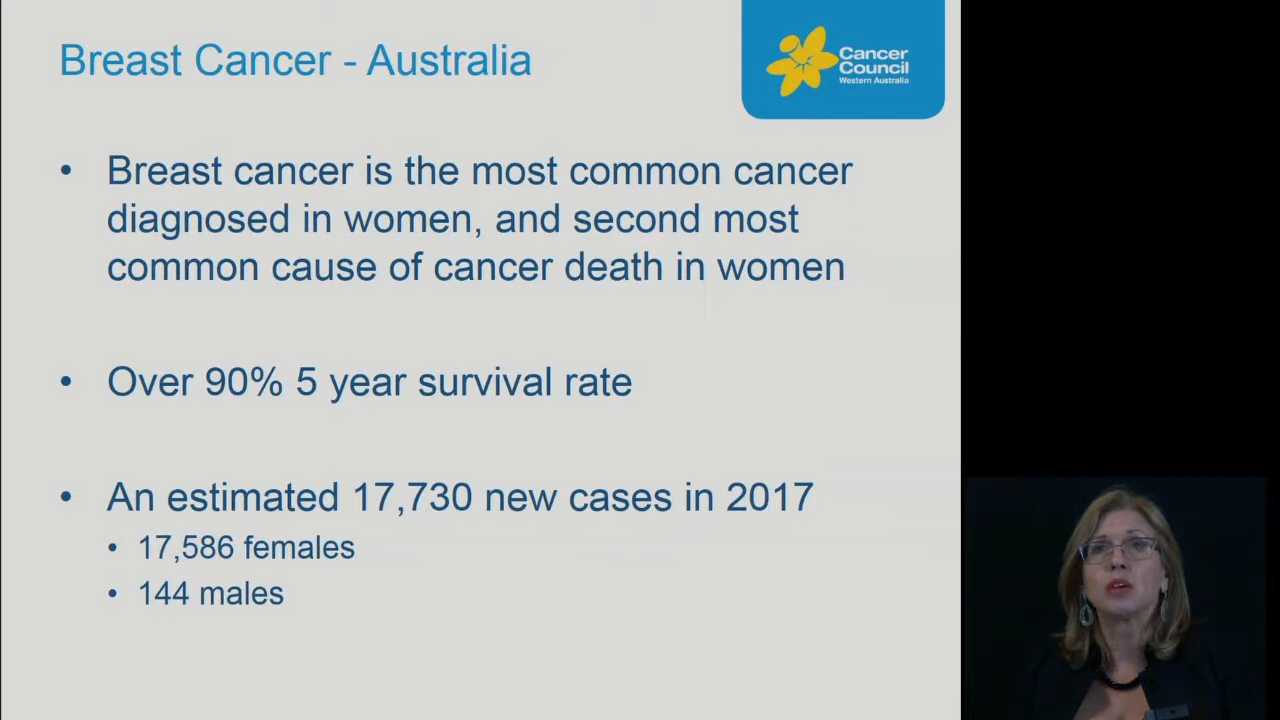 Breast Cancer - Australia
Cancer
Council
Western Australia
• Breast cancer is the most common cancer
diagnosed in women, and second most
common cause of cancer death in women
• Over 90% 5 year survival rate
• An estimated 17,730 new cases in 2017
• 17,586 females
• 144 males